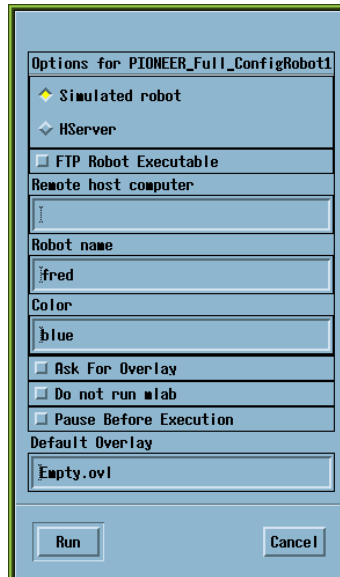 Options for PIONEER_Full_ConfigRobot1
Simulated robot
HServer
FTP Robot Executable
Remote host computer
Robot name
fred
Color
blue
Ask For Overlay
Do not run mlab
Pause Before Execution
Default Overlay
Empty.ovl
Run
Cancel